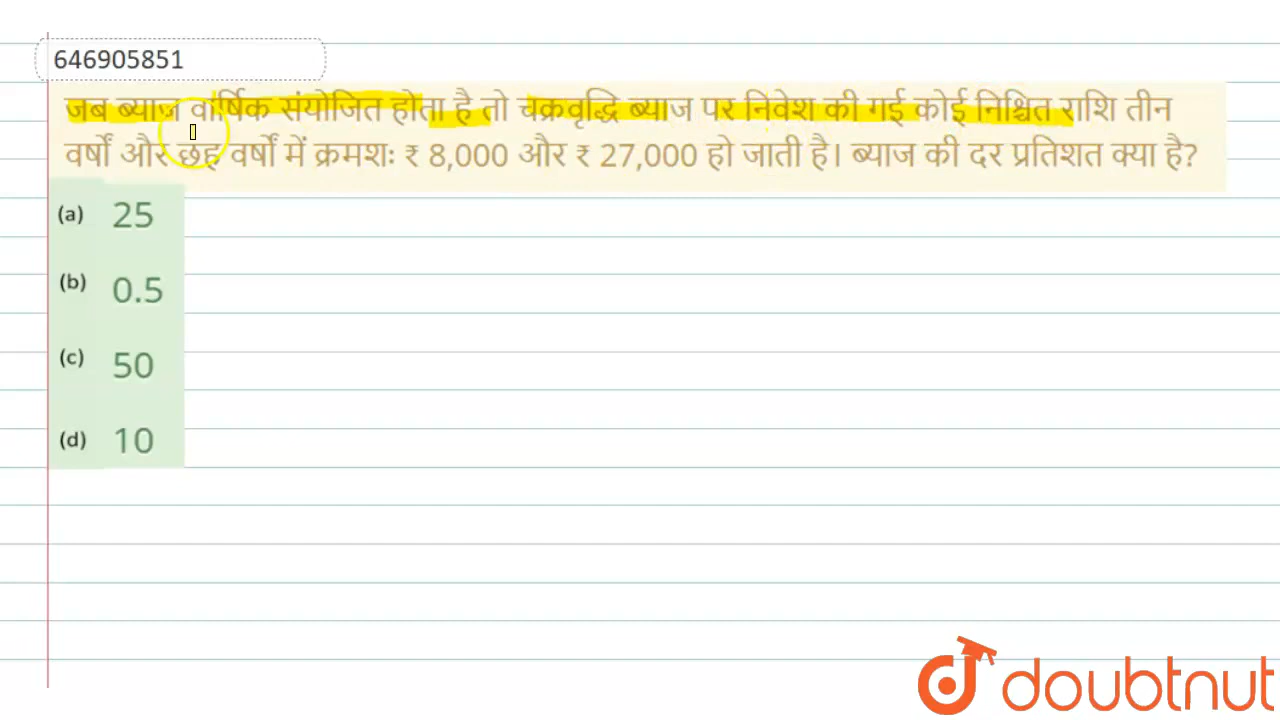 646905851
जब ब्याज वार्षिक संयोजित होता है तो चक्रवृद्धि ब्याज पर निवेश की गई कोई निश्चित राशि तीन
वर्षों और छह वर्षों में क्रमशः ₹ 8,000 और ₹ 27,000 हो जाती है। ब्याज की दर प्रतिशत क्या है?
(a) 25
(b) 0.5
(c) 50
(d) 10
doubtnut